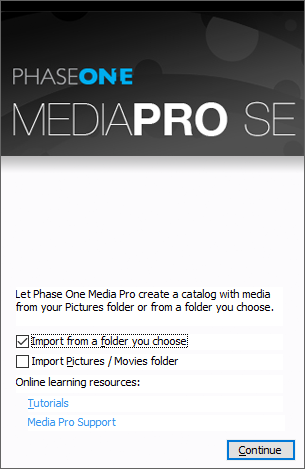 PHASEONE
MEDIAPRO SE
Let Phase One Media Pro create a catalog with media
from your Pictures folder or from a folder you choose.
Import from a folder you choose
Import Pictures / Movies folder
Online learning resources:
Tutorials
Media Pro Support
Continue